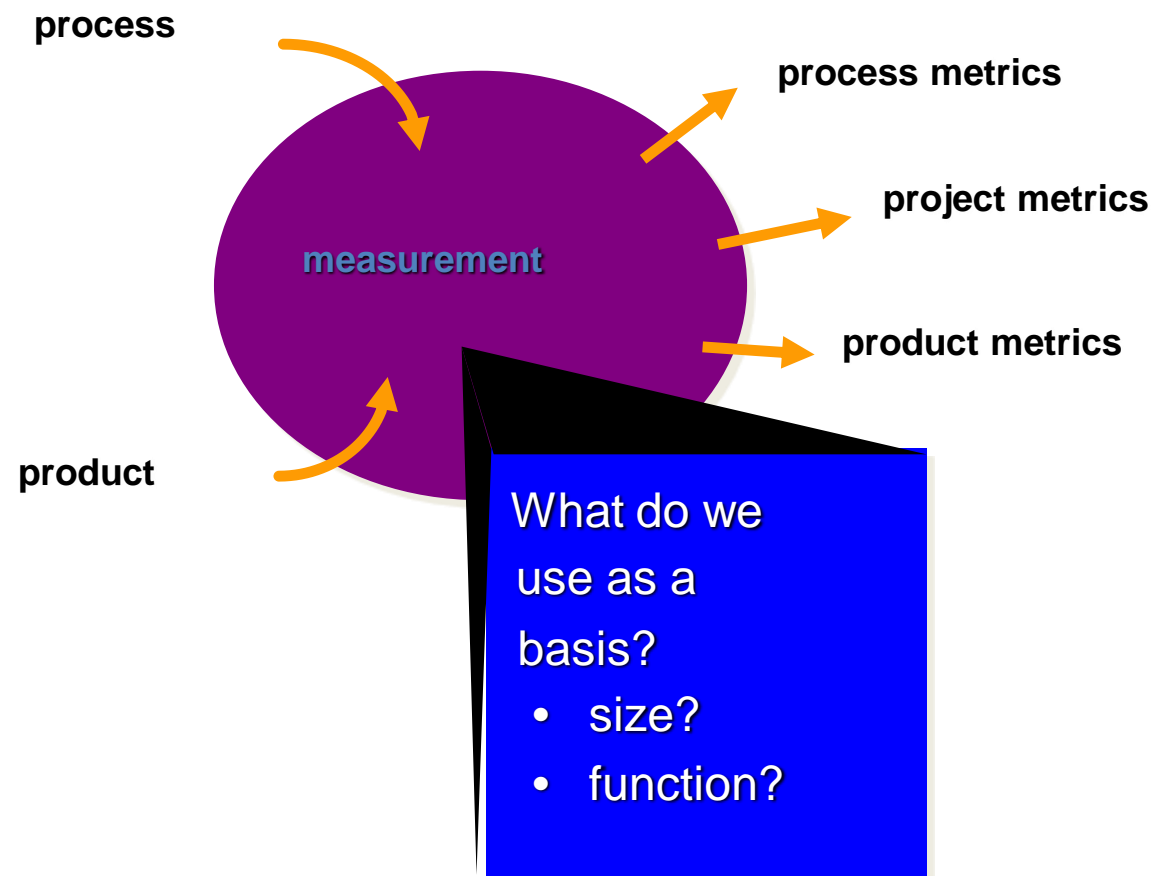 process
process metrics
project metrics
measurement
product metrics
product
What do we
use as a
basis?
• size?
• function?